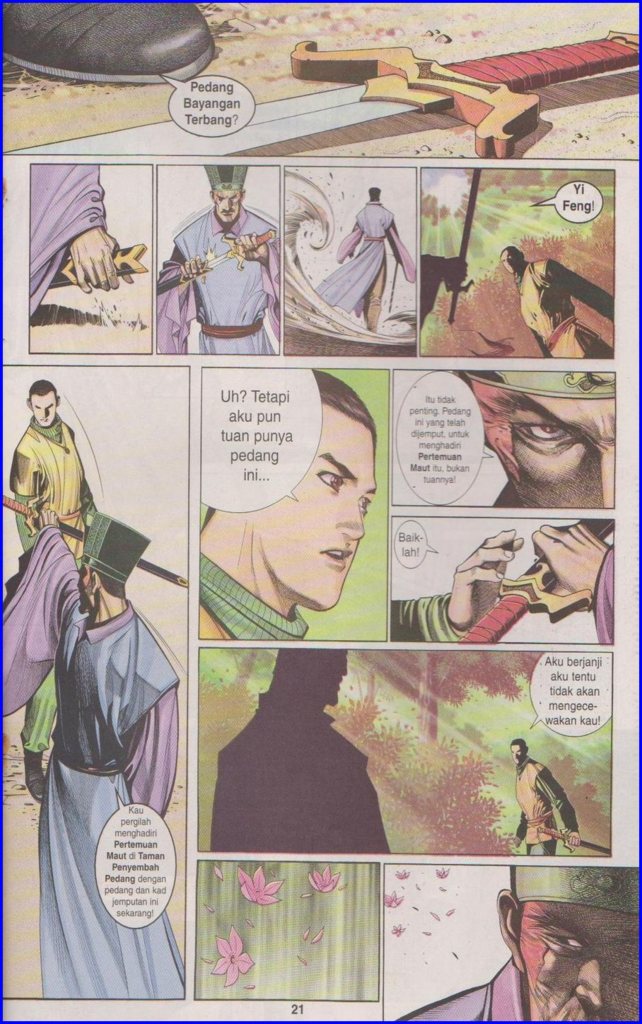 Pedang
Bayangan
Terbang?
Yi
Feng!
Uh? Tetapi
aku pun
tuan punya
pedang
ini...
Itu tidak
penting. Pedang
ini yang telah
dijemput, untuk
menghadiri
Pertemuan
Maut itu, bukan
tuannya!
Baik-
lah!
Kau
pergilah
menghadiri
Pertemuan
Maut di Taman
Penyembah
Pedang dengan
pedang dan kad
jemputan ini
sekarang!
Aku berjanji
aku tentu
tidak akan
mengece-
wakan kau!
21